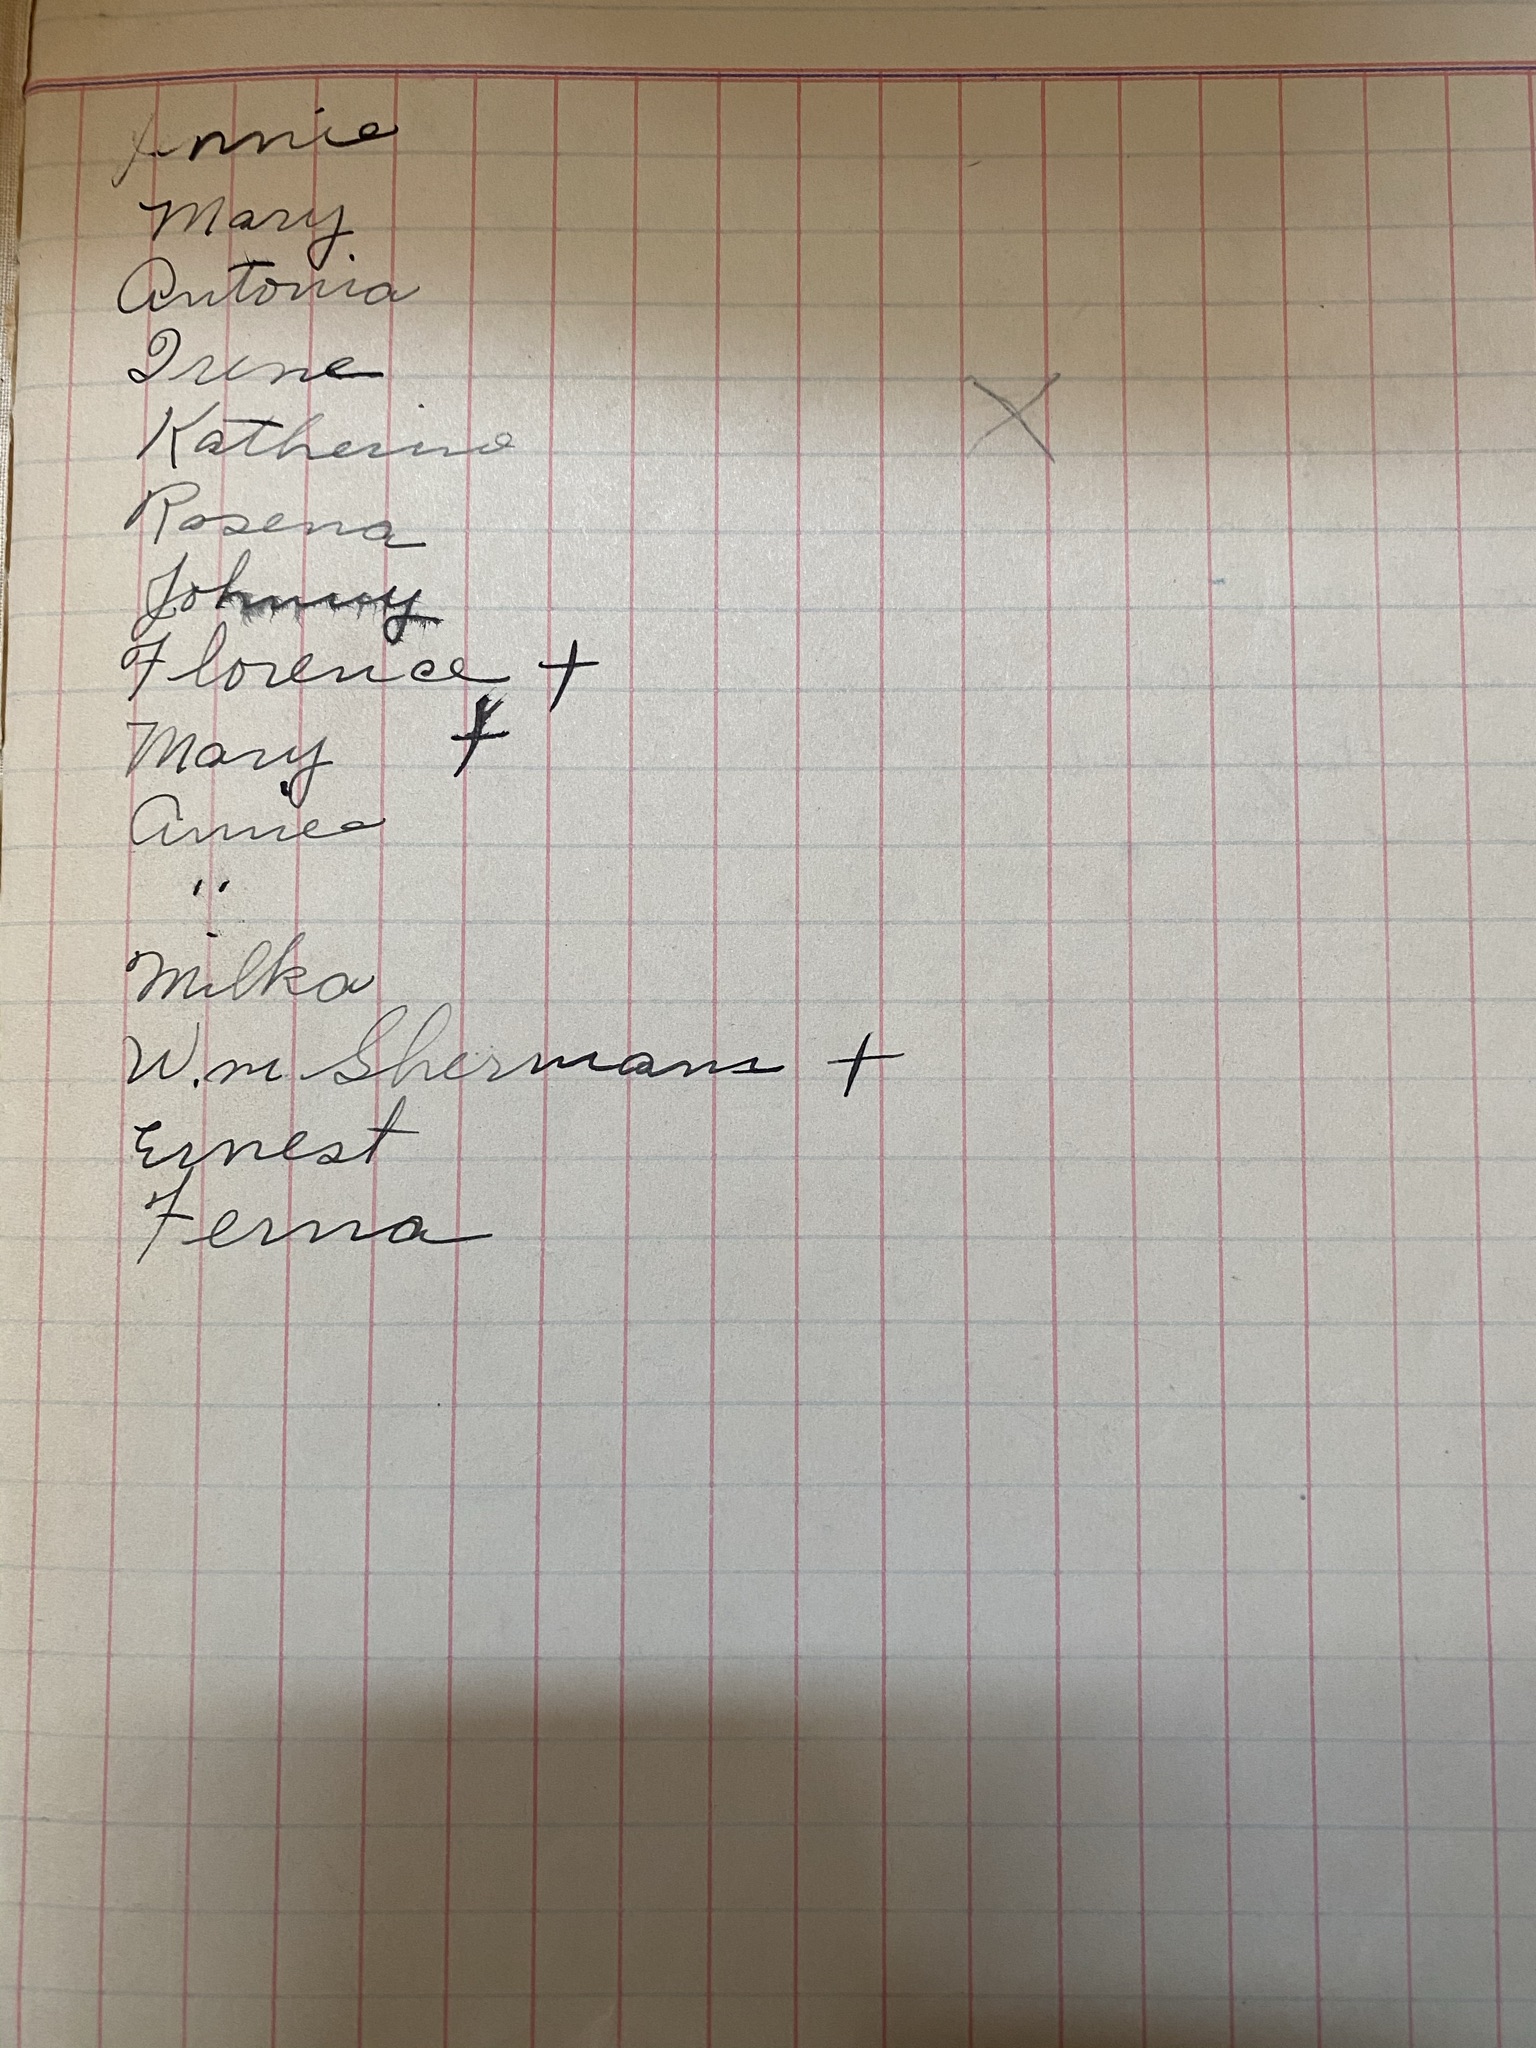 Annie
Mary
Antonia
Irene
Katherine
Rosena
Johnny
Florence +
Mary +
Annie
"
Milka
W.m Shermans +
Ernest
Ferna